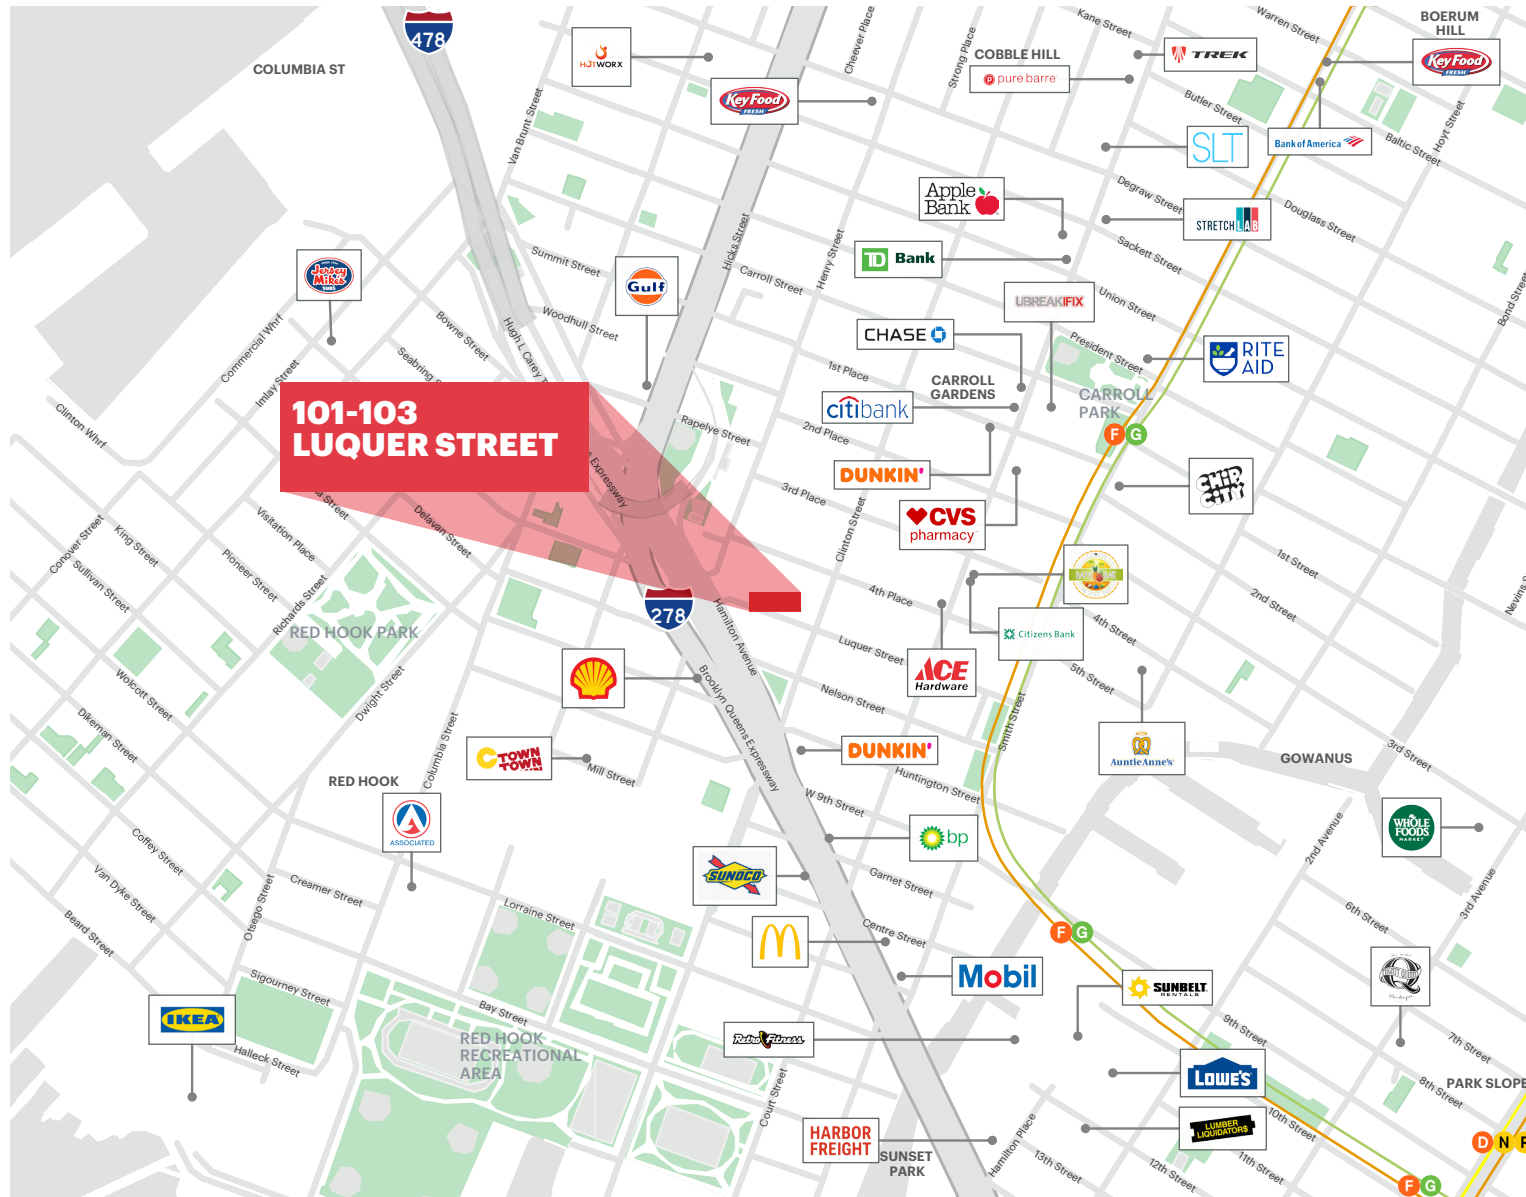 478
COLUMBIA ST
HOTWORX
KeyFood
FRESH
Cheever Place
Strong Place
Kane Street
COBBLE HILL
pure barre
TREK
Warren Street
BOERUM
HILL
KeyFood
FRESH
Van Brunt Street
Butler Street
SLT
Bank of America
Baltic Street
Hoyt Street
Apple
Bank
Degraw Street
STRETCHLAB
Douglass Street
Hicks Street
Henry Street
TD Bank
Sackett Street
Summit Street
Gulf
Carroll Street
Jersey
Mike's
SUBS
UBREAKIFIX
Union Street
Bond Street
Woodhull Street
Bowne Street
Hugh L Carey T
CHASE
President Street
RITE
AID
Commercial Whrf
Imlay Street
Seabring S
1st Place
CARROLL
GARDENS
CARROLL
PARK
citibank
101-103
LUQUER STREET
Clinton Whrf
Rapelye Street
2nd Place
F G
s Expressway
DUNKIN'
3rd Place
CHIP
CITY
a Street
Visitation Place
Delavan Street
CVS
pharmacy
Clinton Street
Conover Street
King Street
Pioneer Street
Sullivan Street
Richards Street
1st Street
2nd Street
Nevins S
4th Place
278
Hamilton Avenue
Citizens Bank
4th Street
RED HOOK PARK
Luquer Street
5th Street
ACE
Hardware
Wolcott Street
Dwight Street
Brooklyn Queens Expressway
Nelson Street
Smith Street
Dikeman Street
Columbia Street
C TOWN
TOWN
DUNKIN'
Auntie Anne's
GOWANUS
3rd Street
RED HOOK
Mill Street
Huntington Street
W 9th Street
ASSOCIATED
bp
WHOLE
FOODS
MARKET
2nd Avenue
Coffey Street
Van Dyke Street
SUNOCO
Garnet Street
3rd Avenue
Creamer Street
Otsego Street
Lorraine Street
6th Street
Beard Street
Centre Street
F G
Mobil
Q
SUNBELT
RENTALS
Sigourney Street
IKEA
Bay Street
RED HOOK
RECREATIONAL
AREA
Retro Fitness
9th Street
7th Street
Halleck Street
LOWE'S
8th Street
PARK SLOPE
Court Street
10th Street
HARBOR
FREIGHT
SUNSET
PARK
Hamilton Place
LUMBER
LIQUIDATORS
D N R
13th Street
12th Street
11th Street
F G